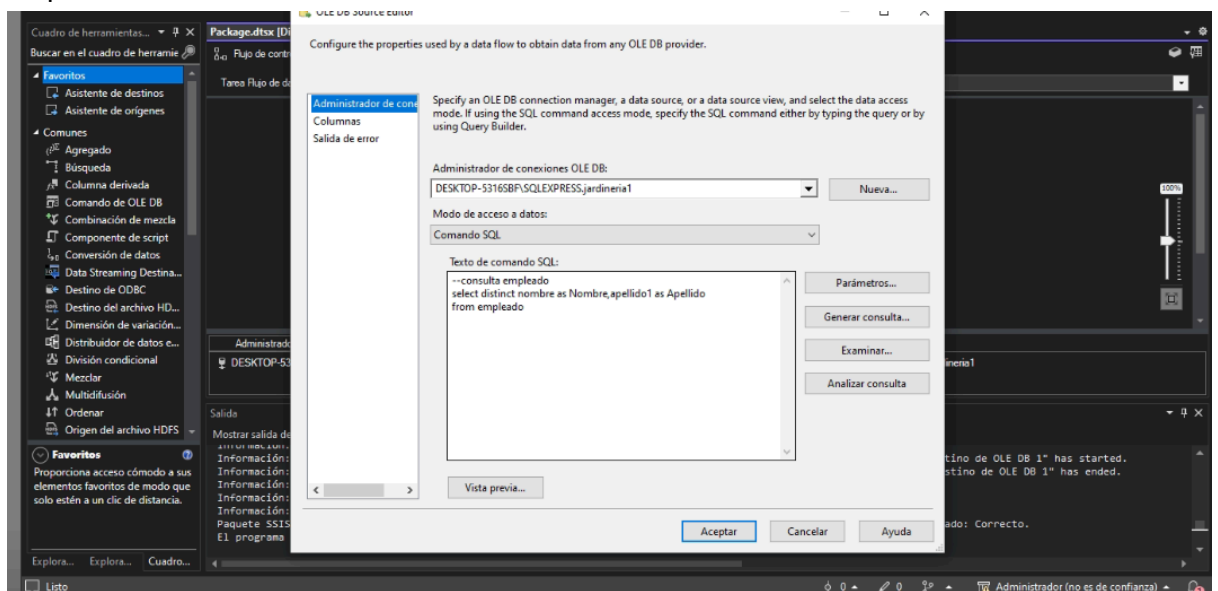 OLE DB Source Editor
Cuadro de herramientas...
Package.dtsx [Di
Buscar en el cuadro de herramie
Flujo de contr
Tarea Flujo de da
Favoritos
Asistente de destinos
Asistente de orígenes
Comunes
Agregado
Búsqueda
Columna derivada
Comando de OLE DB
Combinación de mezcla
Componente de script
Conversión de datos
Data Streaming Destina...
Destino de ODBC
Destino del archivo HD...
Dimensión de variación...
Distribuidor de datos e...
División condicional
Mezclar
Multidifusión
Ordenar
Origen del archivo HDFS
Favoritos
Proporciona acceso cómodo a sus
elementos favoritos de modo que
solo estén a un clic de distancia.
Explora... Explora... Cuadro...
Configure the properties used by a data flow to obtain data from any OLE DB provider.
Administrador de cone
Columnas
Salida de error
Specify an OLE DB connection manager, a data source, or a data source view, and select the data access
mode. If using the SQL command access mode, specify the SQL command either by typing the query or by
using Query Builder.
Administrador de conexiones OLE DB:
DESKTOP-5316SBF\SQLEXPRESS.jardineria1
Nueva...
Modo de acceso a datos:
Comando SQL
Texto de comando SQL:
--consulta empleado
select distinct nombre as Nombre,apellido1 as Apellido
from empleado
Parámetros...
Generar consulta...
Examinar...
Analizar consulta
Vista previa...
Aceptar Cancelar Ayuda
100%
Administrado
DESKTOP-53
ineria1
Salida
Mostrar salida de
Información:
Información: tino de OLE DB 1" has started.
Información: stino de OLE DB 1" has ended.
Información:
Información:
Información:
Paquete SSIS ado: Correcto.
El programa
Listo
0 0 Administrador (no es de confianza)